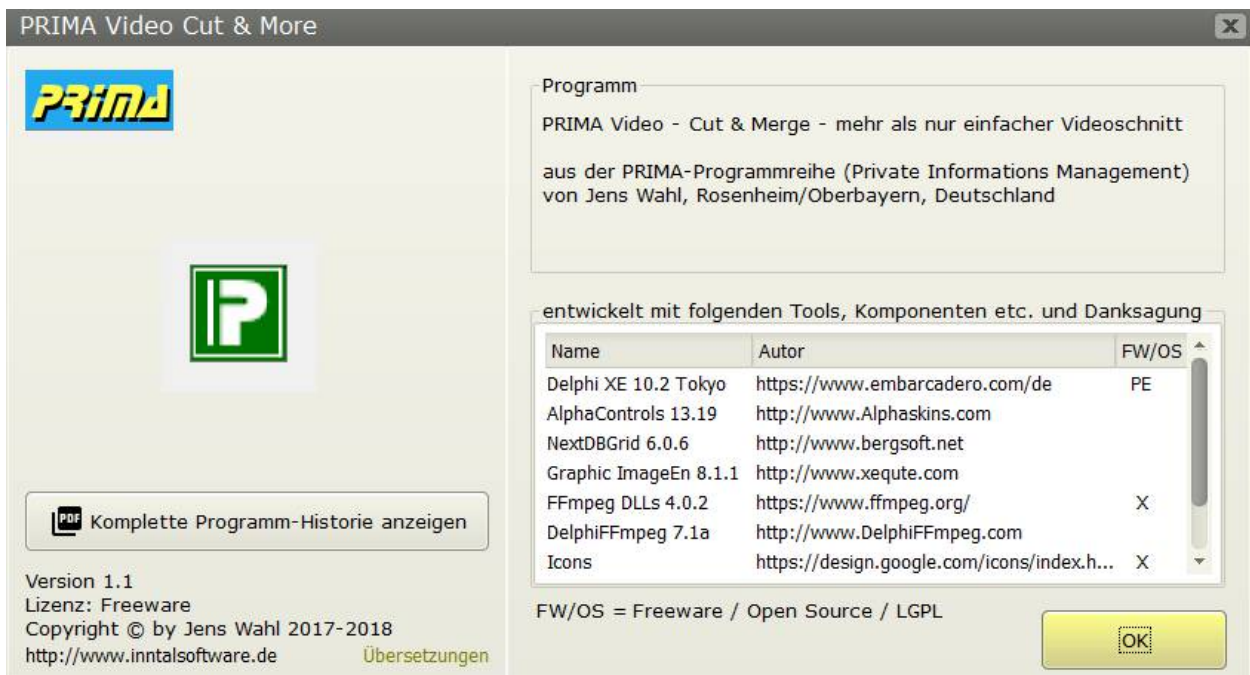 PRIMA Video Cut & More
PRiMA
P
PDF Komplette Programm-Historie anzeigen
Version 1.1
Lizenz: Freeware
Copyright © by Jens Wahl 2017-2018
http://www.inntalsoftware.de Übersetzungen
Programm
PRIMA Video - Cut & Merge - mehr als nur einfacher Videoschnitt
aus der PRIMA-Programmreihe (Private Informations Management)
von Jens Wahl, Rosenheim/Oberbayern, Deutschland
entwickelt mit folgenden Tools, Komponenten etc. und Danksagung
Name Autor FW/OS
Delphi XE 10.2 Tokyo https://www.embarcadero.com/de PE
AlphaControls 13.19 http://www.Alphaskins.com
NextDBGrid 6.0.6 http://www.bergsoft.net
Graphic ImageEn 8.1.1 http://www.xequte.com
FFmpeg DLLs 4.0.2 https://www.ffmpeg.org/ X
DelphiFFmpeg 7.1a http://www.DelphiFFmpeg.com
Icons https://design.google.com/icons/index.h... X
FW/OS = Freeware / Open Source / LGPL
OK